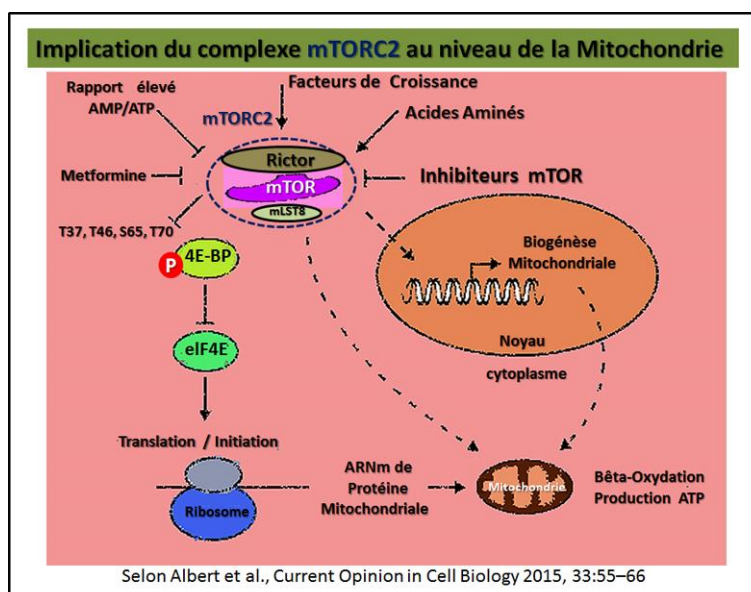 Implication du complexe mTORC2 au niveau de la Mitochondrie
Rapport élevé
AMP/ATP
Facteurs de Croissance
mTORC2
Acides Aminés
Rictor
mTOR
mLST8
Metformine
Inhibiteurs mTOR
T37, T46, S65, T70
P
4E-BP
Biogénèse
Mitochondriale
eIF4E
Noyau
cytoplasme
Translation / Initiation
Ribosome
ARNm de
Protéine
Mitochondriale
Mitochondrie
Bêta-Oxydation
Production ATP
Selon Albert et al., Current Opinion in Cell Biology 2015, 33:55–66